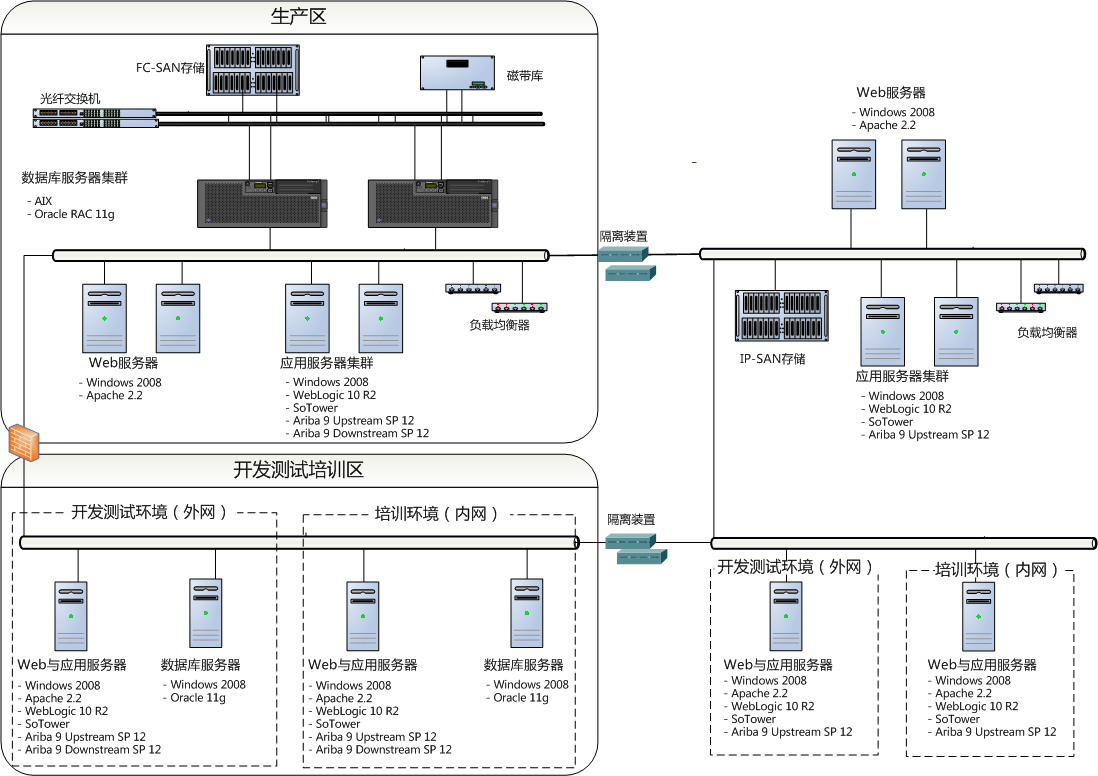 生产区
FC-SAN存储
磁带库
光纤交换机
数据库服务器集群
- AIX
- Oracle RAC 11g
Web服务器
- Windows 2008
- Apache 2.2
应用服务器集群
- Windows 2008
- WebLogic 10 R2
- SoTower
- Ariba 9 Upstream SP 12
- Ariba 9 Downstream SP 12
负载均衡器
隔离装置
Web服务器
- Windows 2008
- Apache 2.2
IP-SAN存储
应用服务器集群
- Windows 2008
- WebLogic 10 R2
- SoTower
- Ariba 9 Upstream SP 12
负载均衡器
开发测试培训区
开发测试环境（外网）
Web与应用服务器
- Windows 2008
- Apache 2.2
- WebLogic 10 R2
- SoTower
- Ariba 9 Upstream SP 12
- Ariba 9 Downstream SP 12
数据库服务器
- Windows 2008
- Oracle 11g
培训环境（内网）
Web与应用服务器
- Windows 2008
- Apache 2.2
- WebLogic 10 R2
- SoTower
- Ariba 9 Upstream SP 12
- Ariba 9 Downstream SP 12
数据库服务器
- Windows 2008
- Oracle 11g
隔离装置
开发测试环境（外网）
Web与应用服务器
- Windows 2008
- Apache 2.2
- WebLogic 10 R2
- SoTower
- Ariba 9 Upstream SP 12
培训环境（内网）
Web与应用服务器
- Windows 2008
- Apache 2.2
- WebLogic 10 R2
- SoTower
- Ariba 9 Upstream SP 12